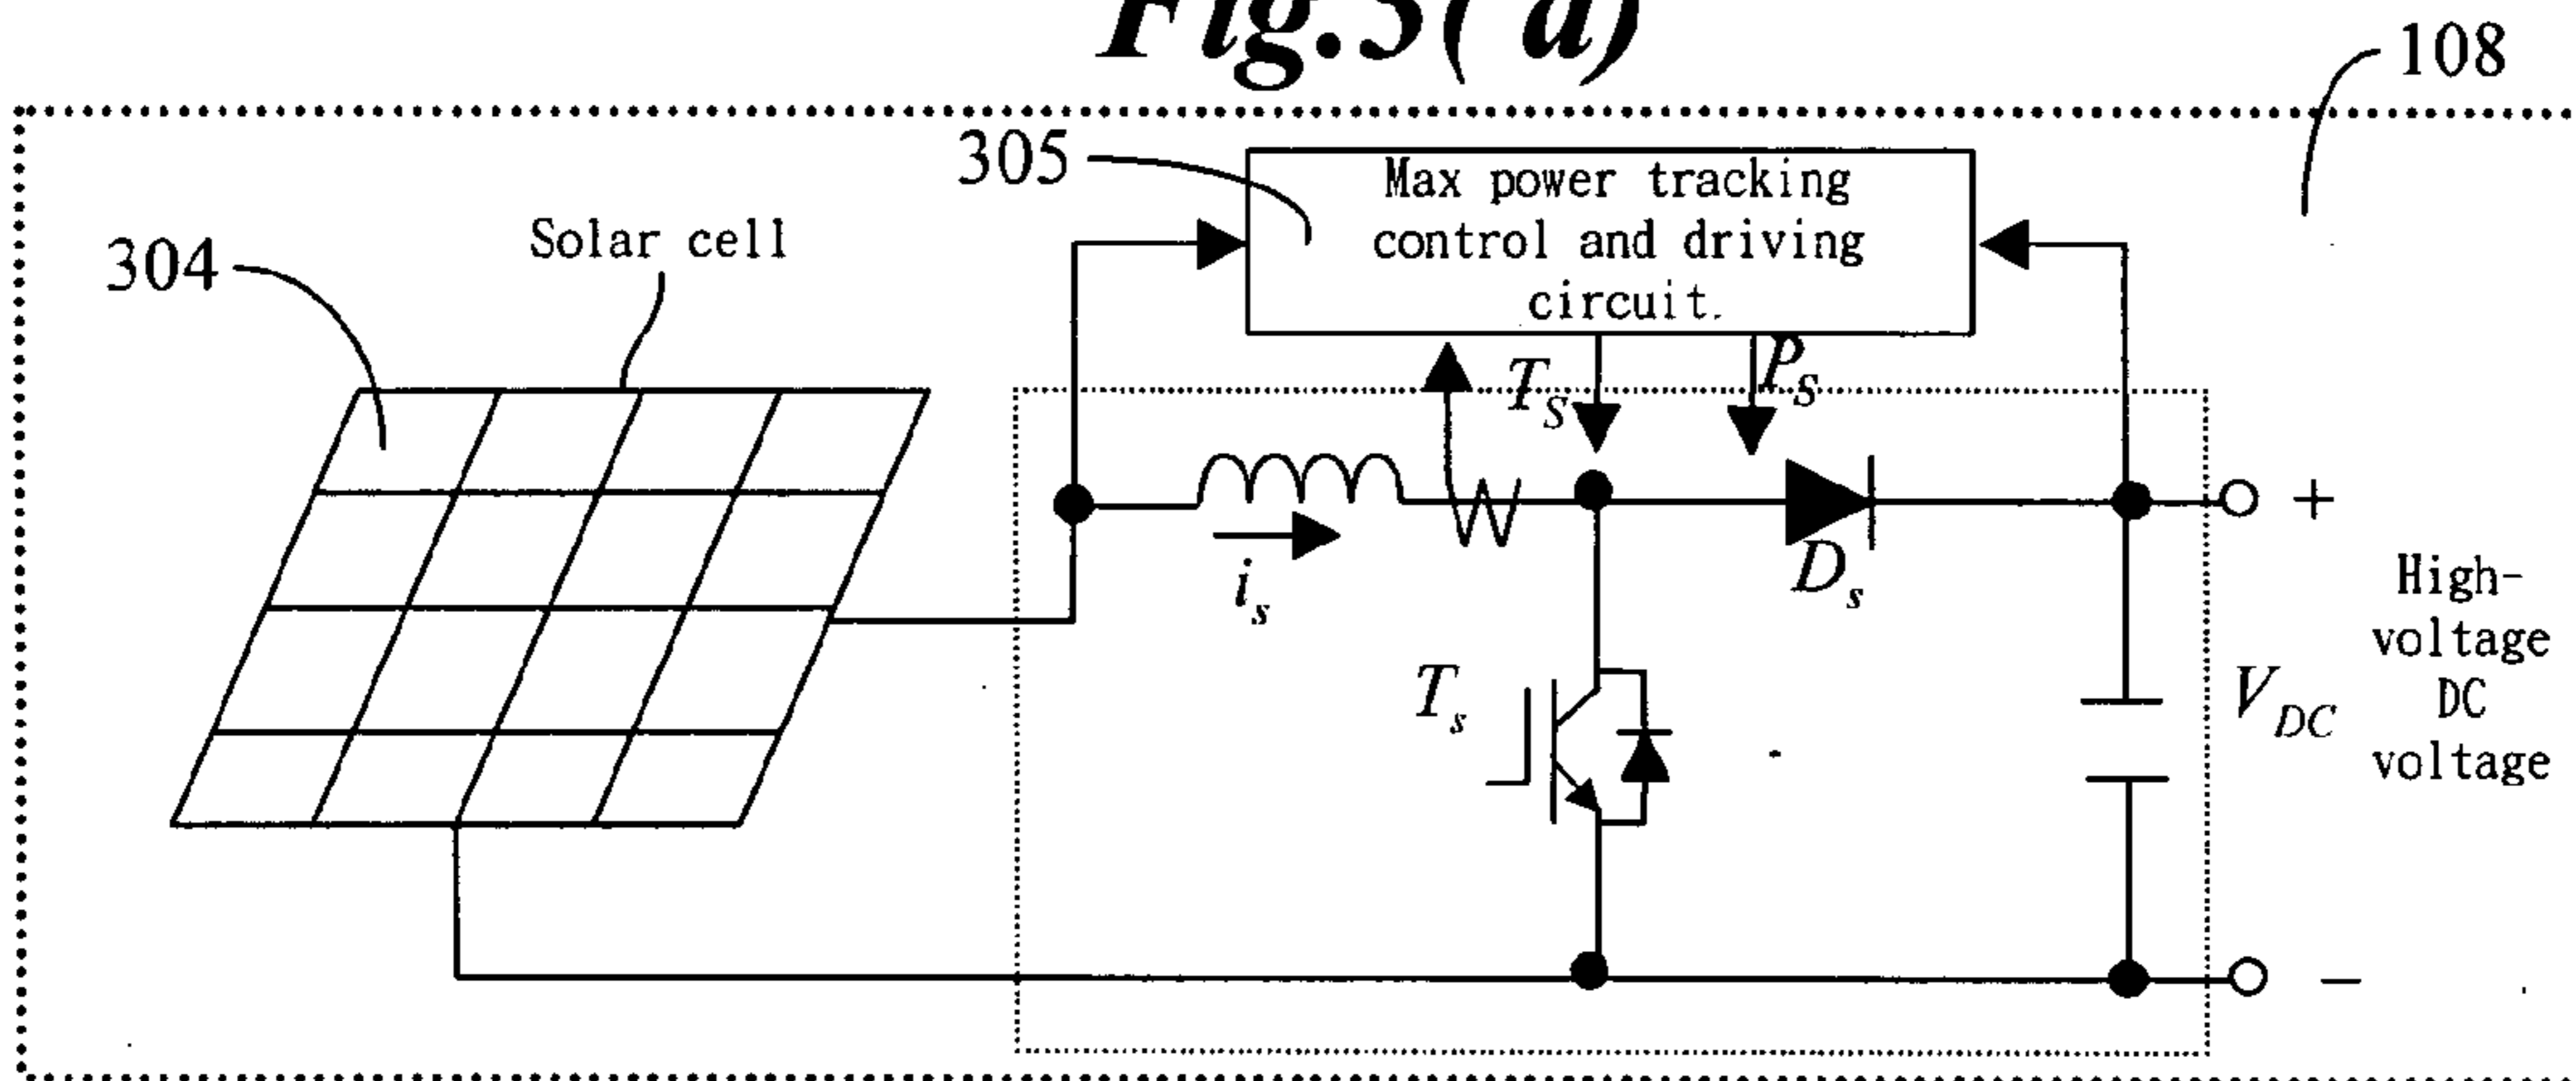 Fig.3(a)
108
305
Max power tracking
control and driving
circuit.
Solar cell
304
T_S
P_S
i_s
D_s
+
High-
voltage
DC
voltage
T_s
V_DC
−